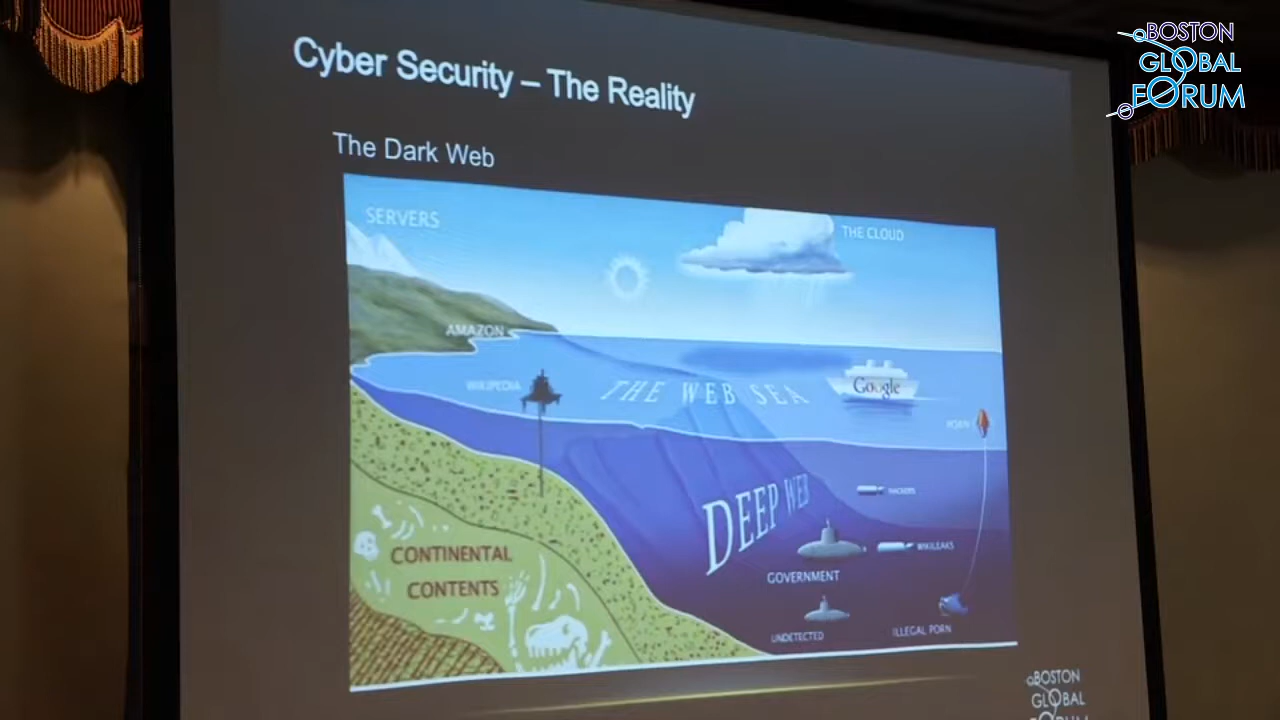 BOSTON
GLOBAL
FORUM
Cyber Security – The Reality
The Dark Web
SERVERS
THE CLOUD
AMAZON
WIKIPEDIA
THE WEB SEA
Google
PORN
DEEP WEB
HACKERS
WIKILEAKS
GOVERNMENT
CONTINENTAL
CONTENTS
UNDETECTED
ILLEGAL PORN
BOSTON
GLOBAL
FORUM